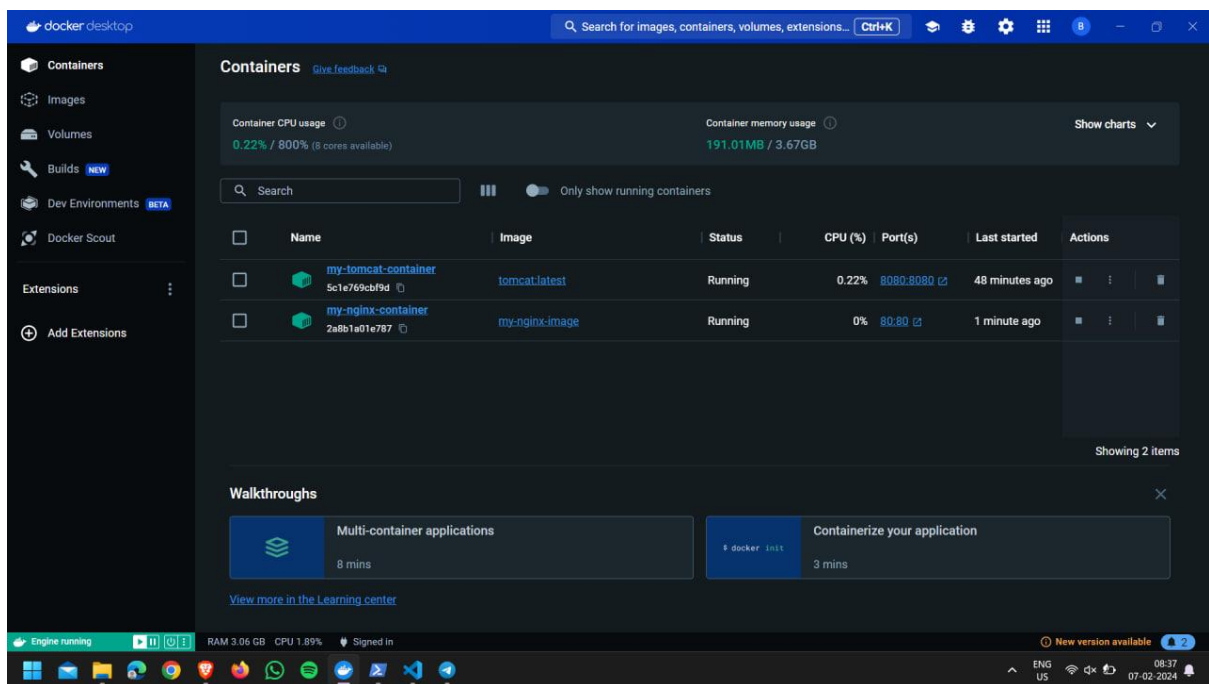 docker desktop
Search for images, containers, volumes, extensions... Ctrl+K
B
Containers
Images
Volumes
Builds NEW
Dev Environments BETA
Docker Scout
Extensions
Add Extensions
Containers Give feedback
Container CPU usage
0.22% / 800% (8 cores available)
Container memory usage
191.01MB / 3.67GB
Show charts
Search
Only show running containers
Name Image Status CPU (%) Port(s) Last started Actions
my-tomcat-container
5c1e769cbf9d
tomcat:latest Running 0.22% 8080:8080 48 minutes ago
my-nginx-container
2a8b1a01e787
my-nginx-image Running 0% 80:80 1 minute ago
Showing 2 items
Walkthroughs
Multi-container applications
8 mins
$ docker init
Containerize your application
3 mins
View more in the Learning center
Engine running
RAM 3.06 GB CPU 1.89% Signed in
New version available 2
ENG
US
08:37
07-02-2024